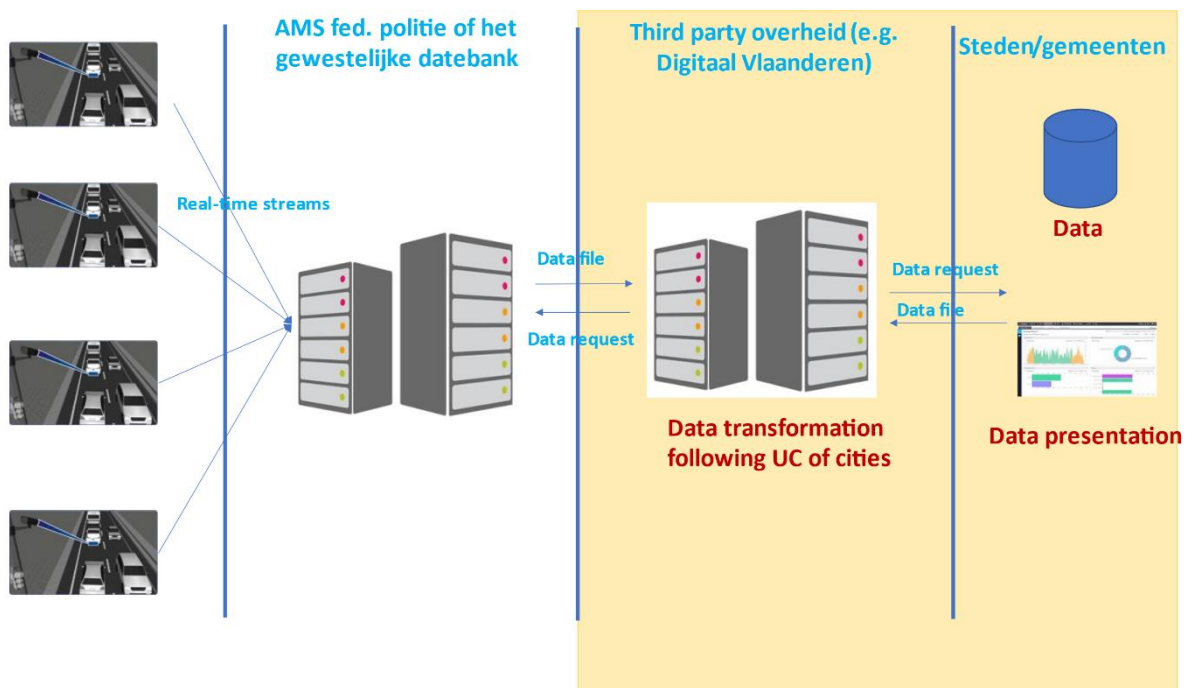 AMS fed. politie of het
gewestelijke datebank
Third party overheid (e.g.
Digitaal Vlaanderen)
Steden/gemeenten
Real-time streams
Data
Data file
Data request
Data request
Data file
Data transformation
following UC of cities
Data presentation